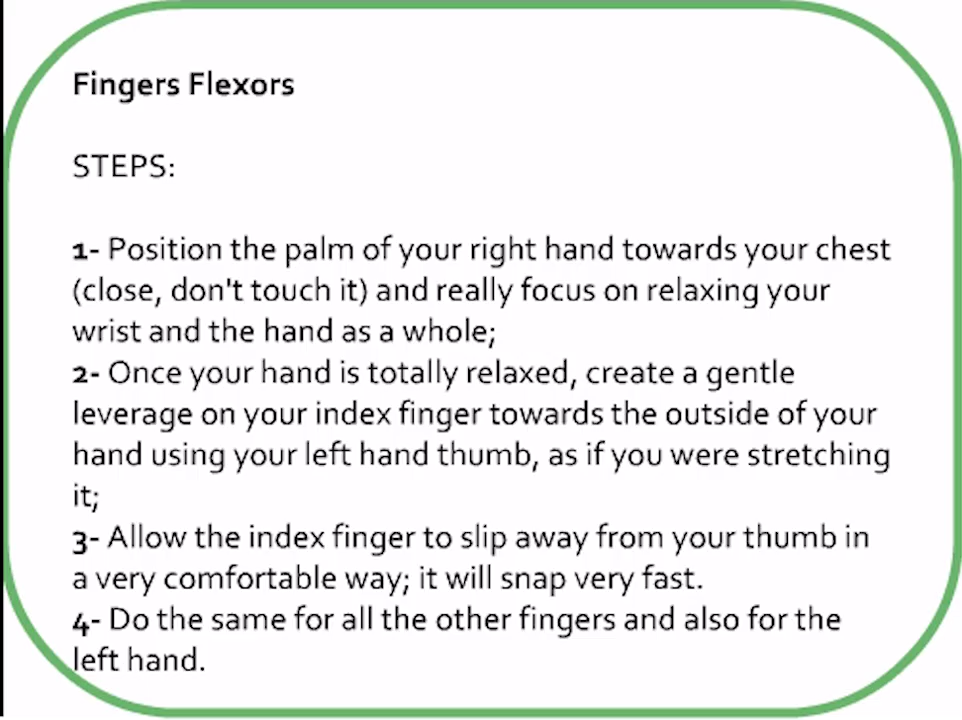 Fingers Flexors
STEPS:
1- Position the palm of your right hand towards your chest
(close, don't touch it) and really focus on relaxing your
wrist and the hand as a whole;
2- Once your hand is totally relaxed, create a gentle
leverage on your index finger towards the outside of your
hand using your left hand thumb, as if you were stretching
it;
3- Allow the index finger to slip away from your thumb in
a very comfortable way; it will snap very fast.
4- Do the same for all the other fingers and also for the
left hand.